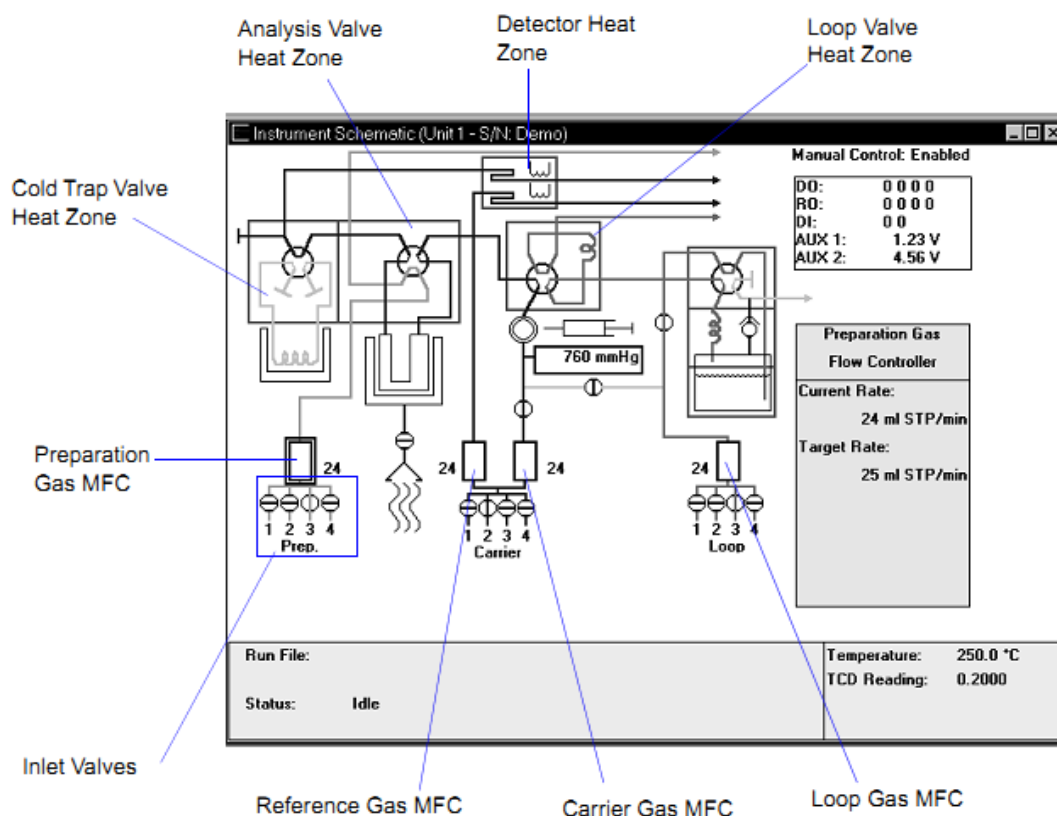 Analysis Valve
Heat Zone
Detector Heat
Zone
Loop Valve
Heat Zone
Cold Trap Valve
Heat Zone
Instrument Schematic (Unit 1 - S/N: Demo)
Manual Control: Enabled
DO: 0 0 0 0
RO: 0 0 0 0
DI: 0 0
AUX 1: 1.23 V
AUX 2: 4.56 V
760 mmHg
Preparation Gas
Flow Controller
Current Rate:
24 ml STP/min
Target Rate:
25 ml STP/min
Preparation
Gas MFC
24
24
24
24
1 2 3 4
Prep.
1 2 3 4
Carrier
1 2 3 4
Loop
Run File:
Status: Idle
Temperature: 250.0 °C
TCD Reading: 0.2000
Inlet Valves
Reference Gas MFC
Carrier Gas MFC
Loop Gas MFC